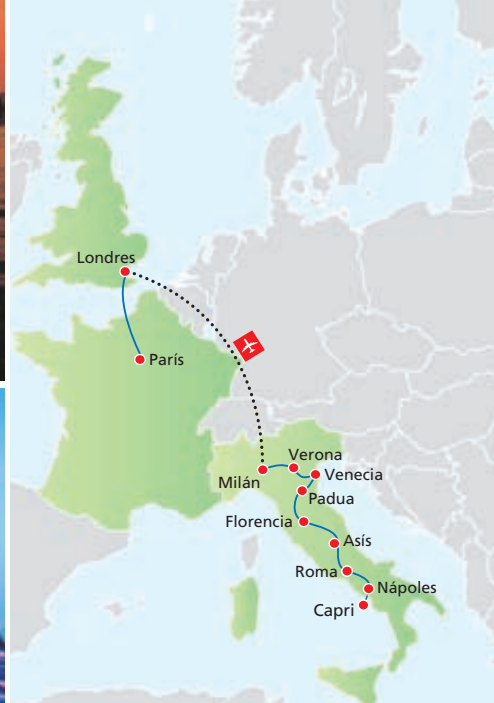 Londres
París
Verona
Milán
Venecia
Padua
Florencia
Asís
Roma
Nápoles
Capri